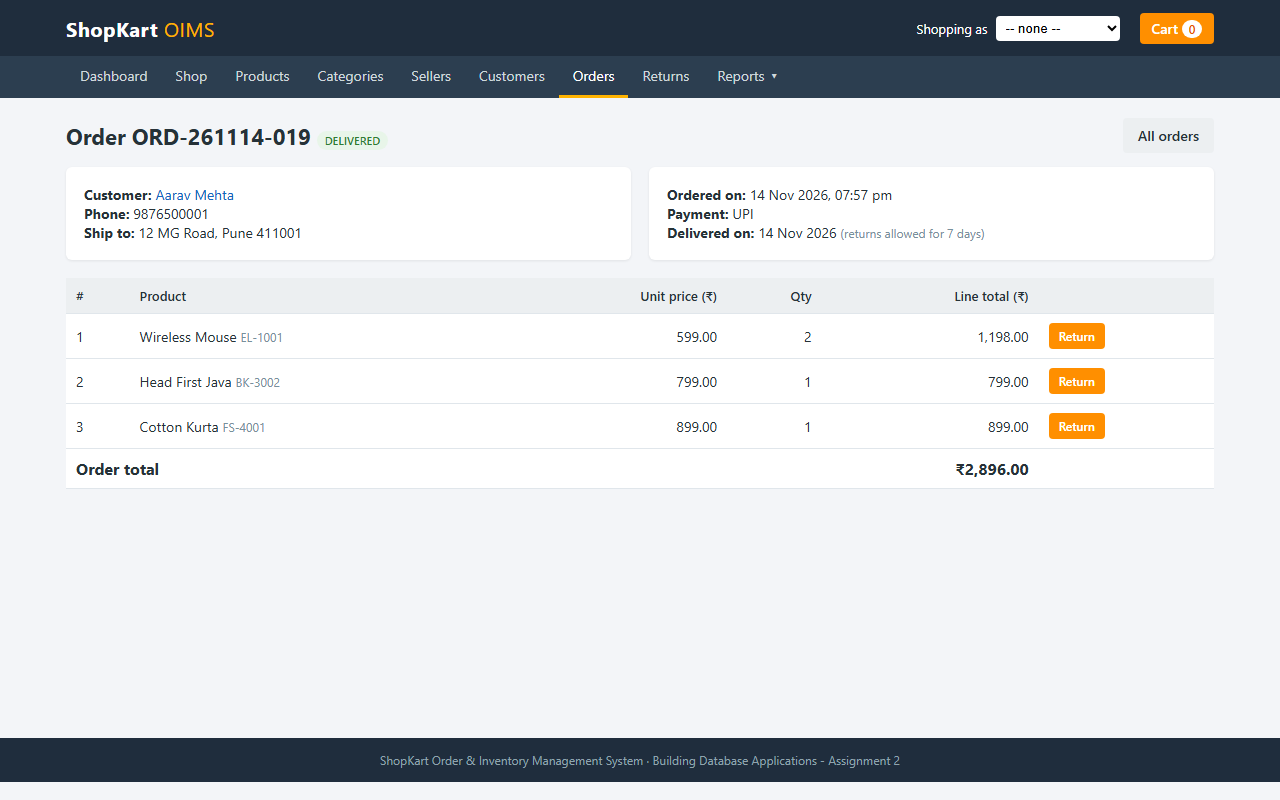 ShopKart OIMS
Shopping as -- none -- Cart 0
Dashboard Shop Products Categories Sellers Customers Orders Returns Reports ▾
Order ORD-261114-019 DELIVERED
All orders
Customer: Aarav Mehta
Phone: 9876500001
Ship to: 12 MG Road, Pune 411001
Ordered on: 14 Nov 2026, 07:57 pm
Payment: UPI
Delivered on: 14 Nov 2026 (returns allowed for 7 days)
# Product Unit price (₹) Qty Line total (₹)
1 Wireless Mouse EL-1001 599.00 2 1,198.00 Return
2 Head First Java BK-3002 799.00 1 799.00 Return
3 Cotton Kurta FS-4001 899.00 1 899.00 Return
Order total ₹2,896.00
ShopKart Order & Inventory Management System · Building Database Applications - Assignment 2